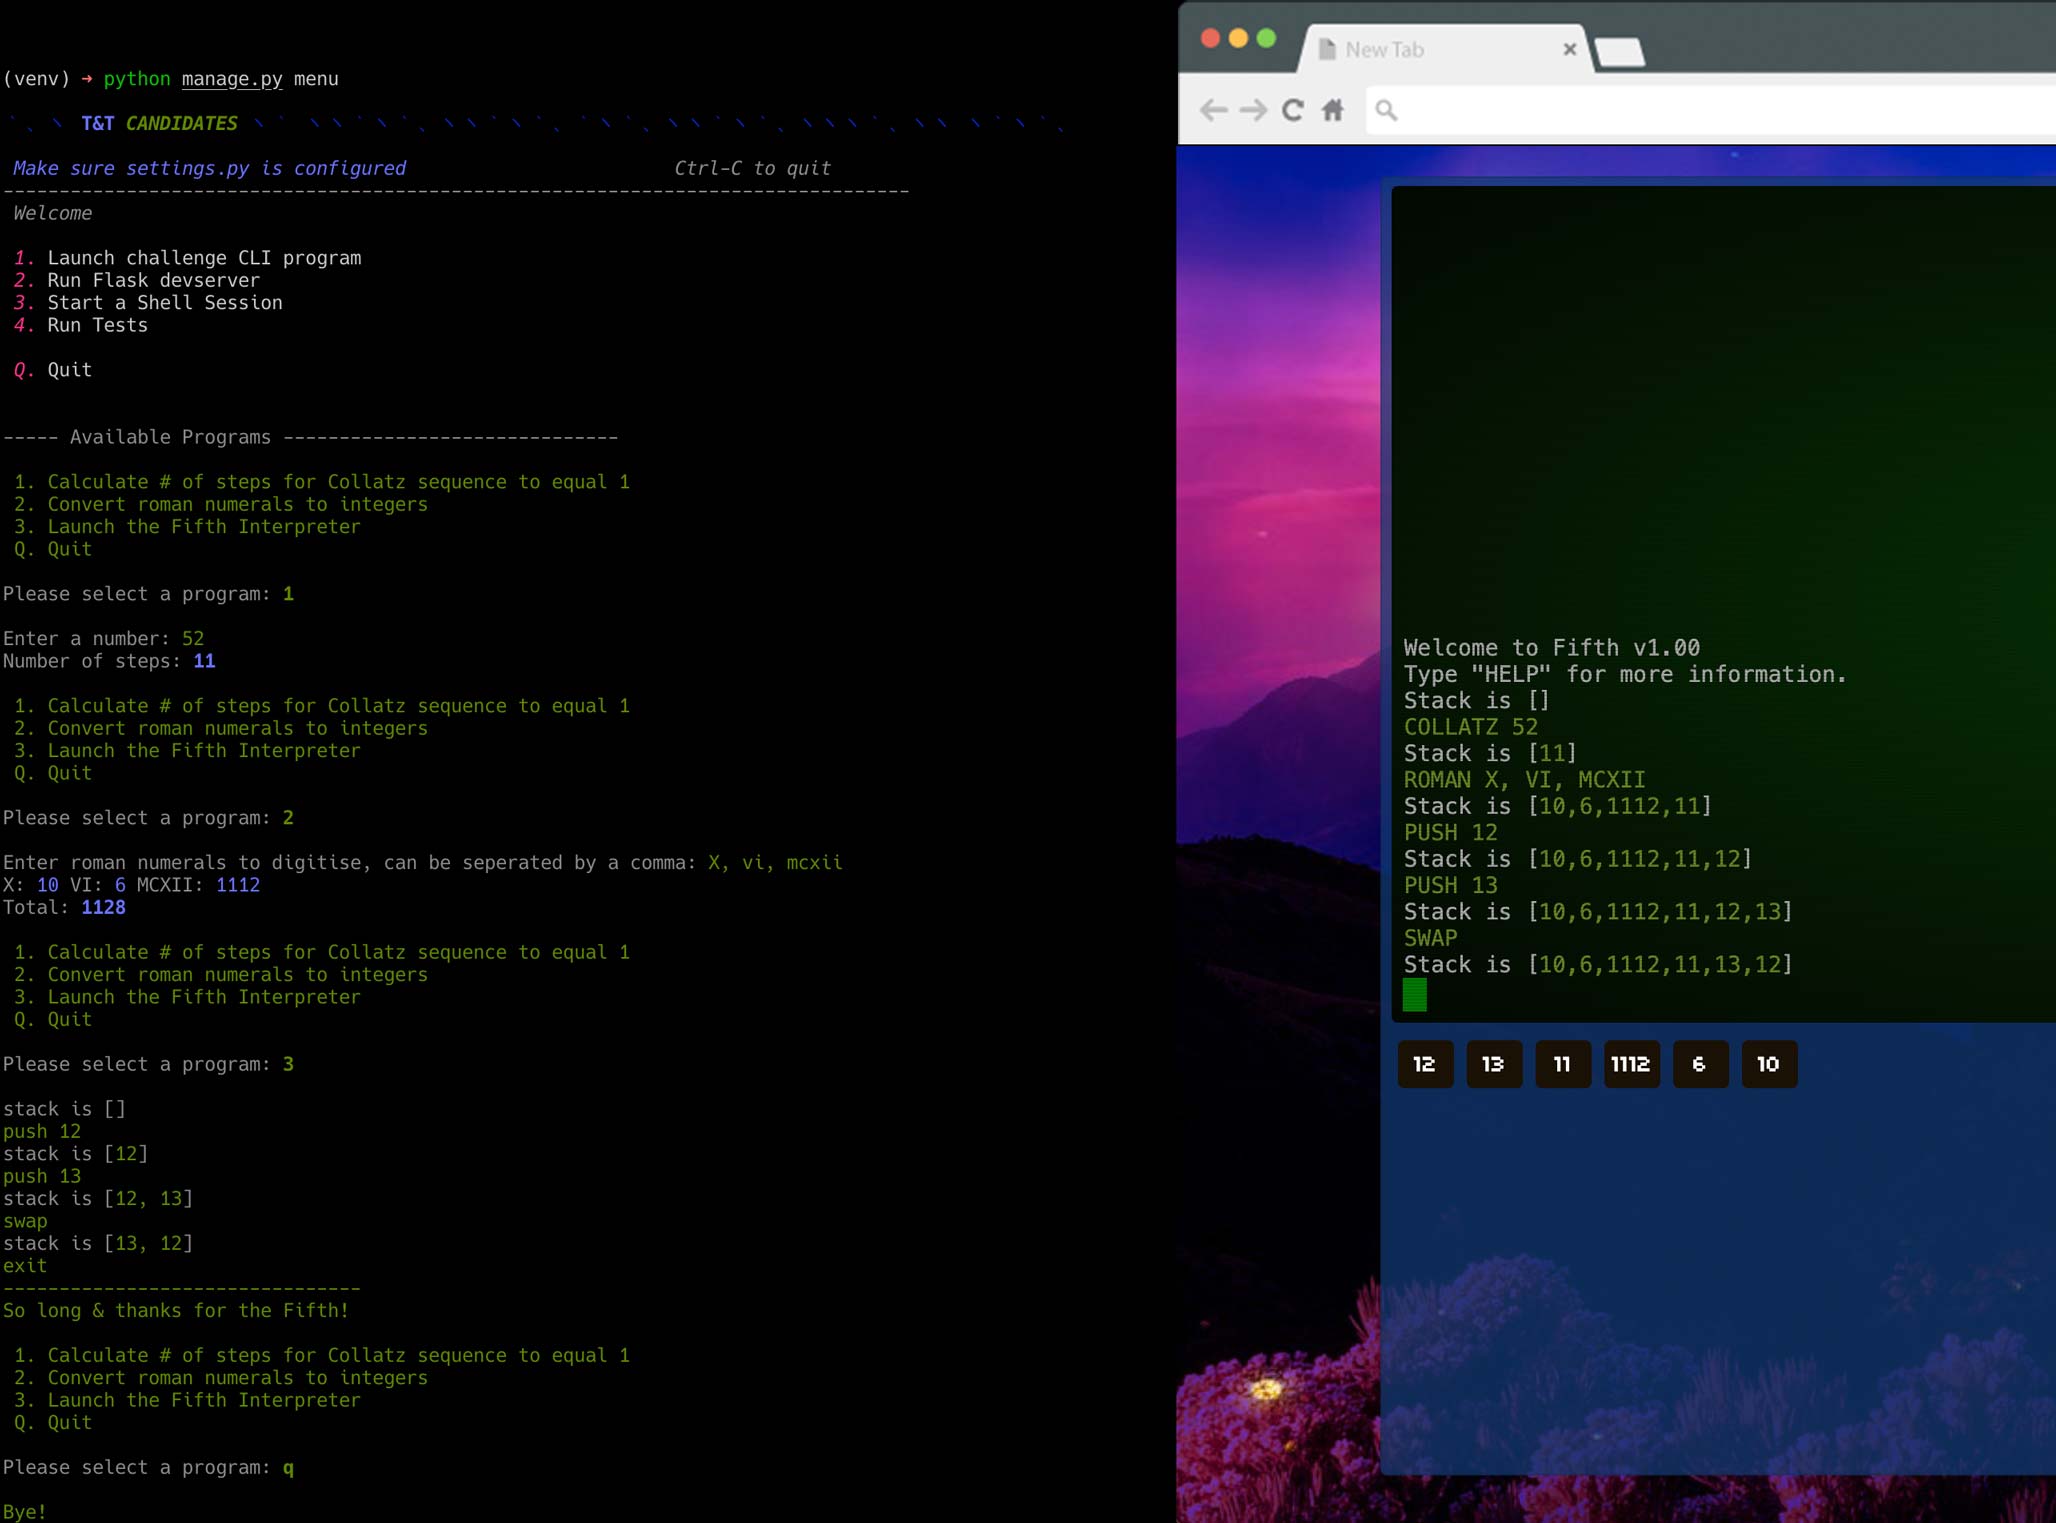 (venv) → python manage.py menu
T&T CANDIDATES
Make sure settings.py is configured Ctrl-C to quit
--------------------------------------------------------------------------------
Welcome
1. Launch challenge CLI program
2. Run Flask devserver
3. Start a Shell Session
4. Run Tests
Q. Quit
----- Available Programs ------------------------------
1. Calculate # of steps for Collatz sequence to equal 1
2. Convert roman numerals to integers
3. Launch the Fifth Interpreter
Q. Quit
Please select a program: 1
Enter a number: 52
Number of steps: 11
1. Calculate # of steps for Collatz sequence to equal 1
2. Convert roman numerals to integers
3. Launch the Fifth Interpreter
Q. Quit
Please select a program: 2
Enter roman numerals to digitise, can be seperated by a comma: X, vi, mcxii
X: 10 VI: 6 MCXII: 1112
Total: 1128
1. Calculate # of steps for Collatz sequence to equal 1
2. Convert roman numerals to integers
3. Launch the Fifth Interpreter
Q. Quit
Please select a program: 3
stack is []
push 12
stack is [12]
push 13
stack is [12, 13]
swap
stack is [13, 12]
exit
--------------------------------
So long & thanks for the Fifth!
1. Calculate # of steps for Collatz sequence to equal 1
2. Convert roman numerals to integers
3. Launch the Fifth Interpreter
Q. Quit
Please select a program: q
Bye!
New Tab
Welcome to Fifth v1.00
Type "HELP" for more information.
Stack is []
COLLATZ 52
Stack is [11]
ROMAN X, VI, MCXII
Stack is [10,6,1112,11]
PUSH 12
Stack is [10,6,1112,11,12]
PUSH 13
Stack is [10,6,1112,11,12,13]
SWAP
Stack is [10,6,1112,11,13,12]
12 13 11 1112 6 10